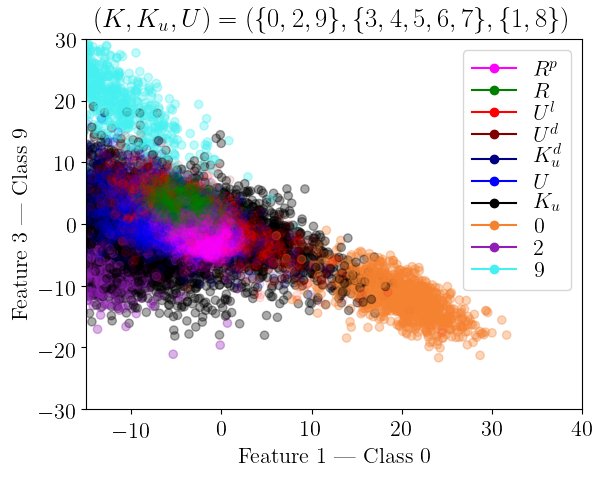 (K, K_u, U) = ({0, 2, 9}, {3, 4, 5, 6, 7}, {1, 8})
30
20
10
0
−10
−20
−30
−10
0
10
20
30
40
Feature 3 — Class 9
Feature 1 — Class 0
R^p
R
U^l
U^d
K_u^d
U
K_u
0
2
9